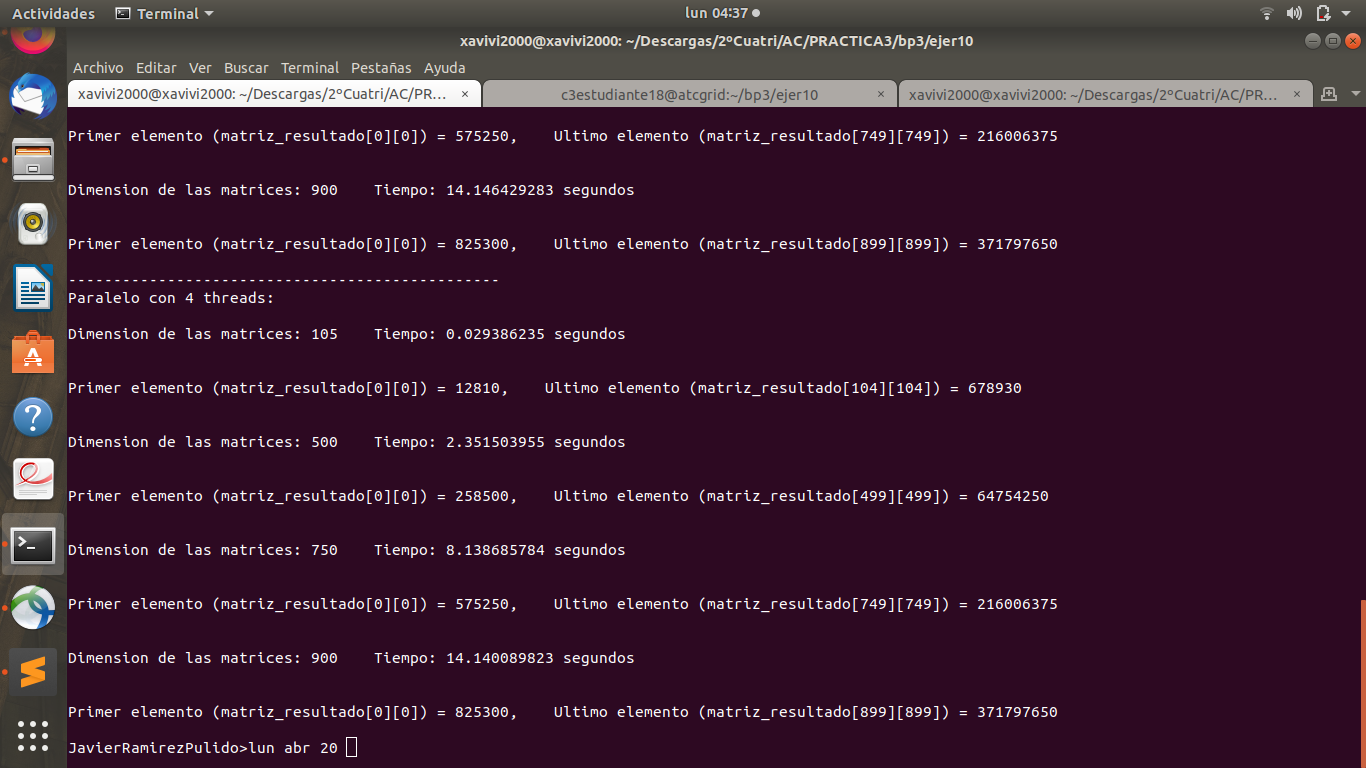 Actividades Terminal lun 04:37
xavivi2000@xavivi2000: ~/Descargas/2ºCuatri/AC/PRACTICA3/bp3/ejer10
Archivo Editar Ver Buscar Terminal Pestañas Ayuda
xavivi2000@xavivi2000: ~/Descargas/2ºCuatri/AC/PR... × c3estudiante18@atcgrid:~/bp3/ejer10 × xavivi2000@xavivi2000: ~/Descargas/2ºCuatri/AC/PR... ×
Primer elemento (matriz_resultado[0][0]) = 575250, Ultimo elemento (matriz_resultado[749][749]) = 216006375
Dimension de las matrices: 900 Tiempo: 14.146429283 segundos
Primer elemento (matriz_resultado[0][0]) = 825300, Ultimo elemento (matriz_resultado[899][899]) = 371797650
------------------------------------------------
Paralelo con 4 threads:
Dimension de las matrices: 105 Tiempo: 0.029386235 segundos
Primer elemento (matriz_resultado[0][0]) = 12810, Ultimo elemento (matriz_resultado[104][104]) = 678930
Dimension de las matrices: 500 Tiempo: 2.351503955 segundos
Primer elemento (matriz_resultado[0][0]) = 258500, Ultimo elemento (matriz_resultado[499][499]) = 64754250
Dimension de las matrices: 750 Tiempo: 8.138685784 segundos
Primer elemento (matriz_resultado[0][0]) = 575250, Ultimo elemento (matriz_resultado[749][749]) = 216006375
Dimension de las matrices: 900 Tiempo: 14.140089823 segundos
Primer elemento (matriz_resultado[0][0]) = 825300, Ultimo elemento (matriz_resultado[899][899]) = 371797650
JavierRamirezPulido>lun abr 20